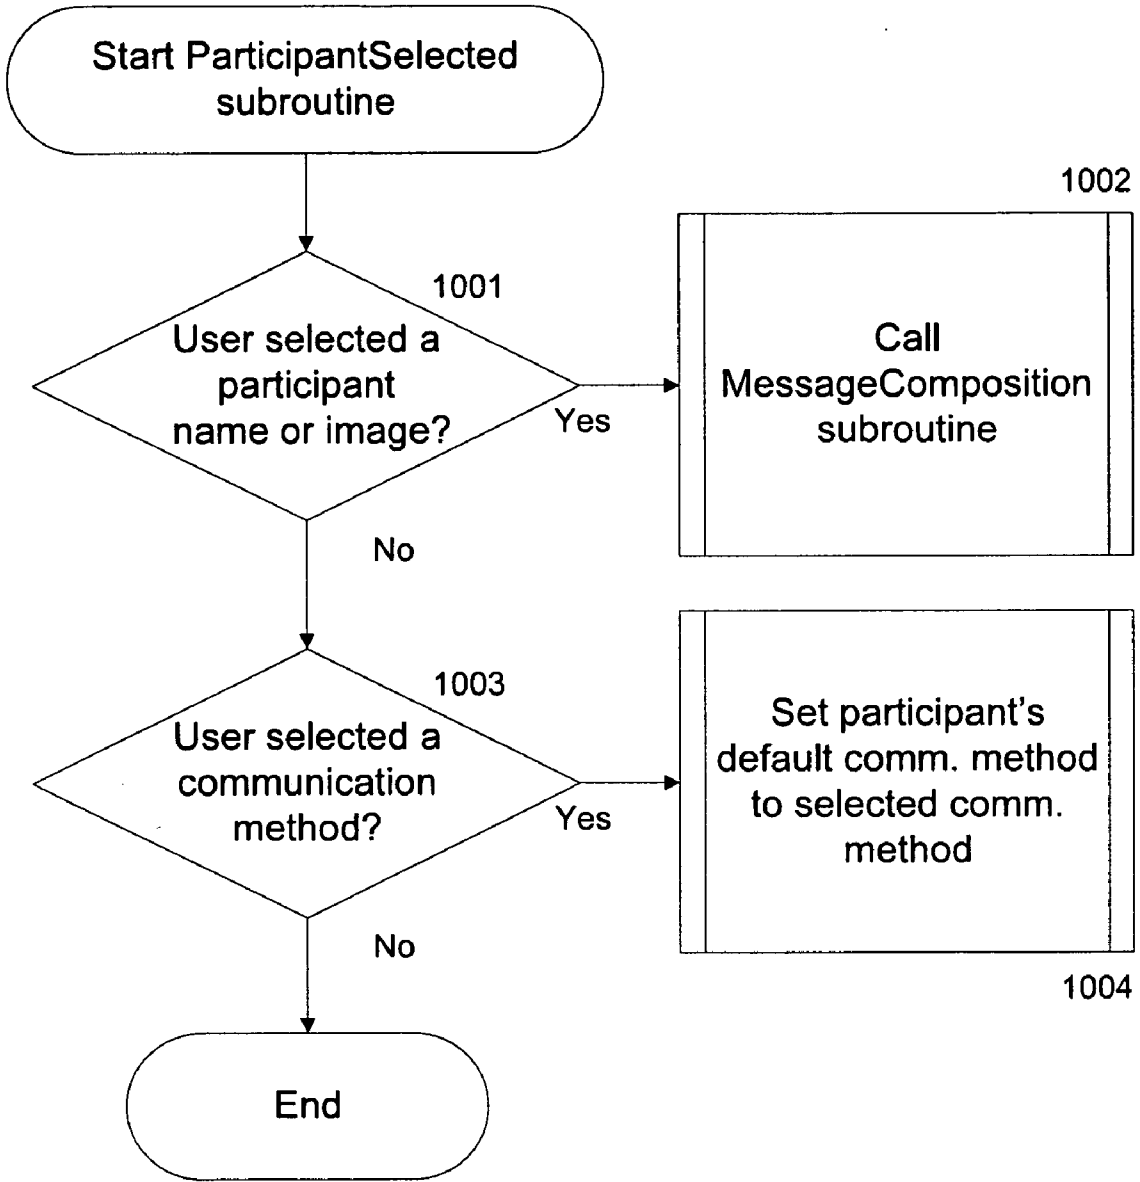 Start ParticipantSelected
subroutine
1002
1001
User selected a
participant
name or image?
Yes
Call
MessageComposition
subroutine
No
1003
User selected a
communication
method?
Yes
Set participant's
default comm. method
to selected comm.
method
1004
No
End